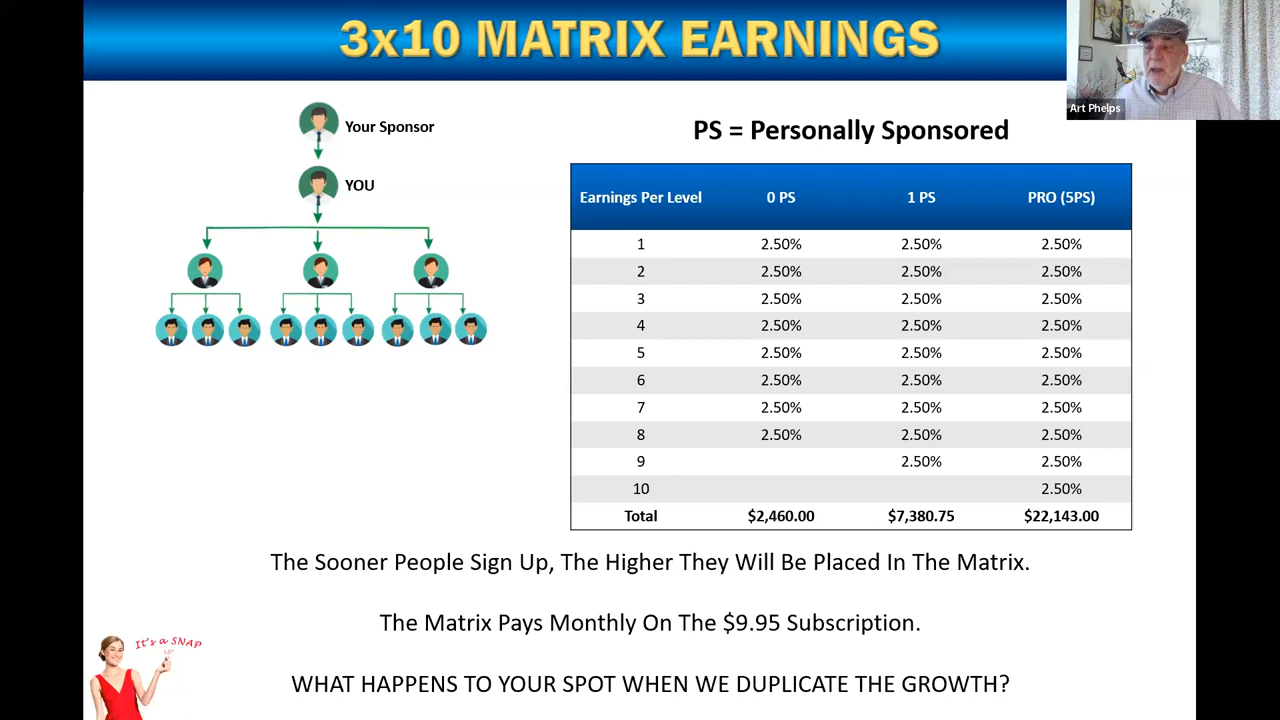 3x10 MATRIX EARNINGS
Art Phelps
Your Sponsor
YOU
PS = Personally Sponsored
Earnings Per Level 0 PS 1 PS PRO (5PS)
1 2.50% 2.50% 2.50%
2 2.50% 2.50% 2.50%
3 2.50% 2.50% 2.50%
4 2.50% 2.50% 2.50%
5 2.50% 2.50% 2.50%
6 2.50% 2.50% 2.50%
7 2.50% 2.50% 2.50%
8 2.50% 2.50% 2.50%
9 2.50% 2.50%
10 2.50%
Total $2,460.00 $7,380.75 $22,143.00
The Sooner People Sign Up, The Higher They Will Be Placed In The Matrix.
The Matrix Pays Monthly On The $9.95 Subscription.
It's a SNAP
WHAT HAPPENS TO YOUR SPOT WHEN WE DUPLICATE THE GROWTH?